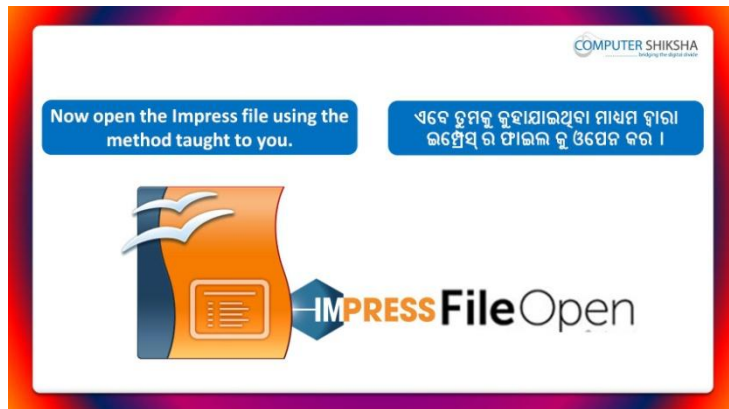 COMPUTER SHIKSHA
bridging the digital divide
Now open the Impress file using the
method taught to you.
ଏବେ ତୁମକୁ କୁହାଯାଇଥିବା ମାଧ୍ୟମ ଦ୍ଵାରା
ଇମ୍ପ୍ରେସ୍ ର ଫାଇଲ କୁ ଓପେନ କର ।
IMPRESS File Open